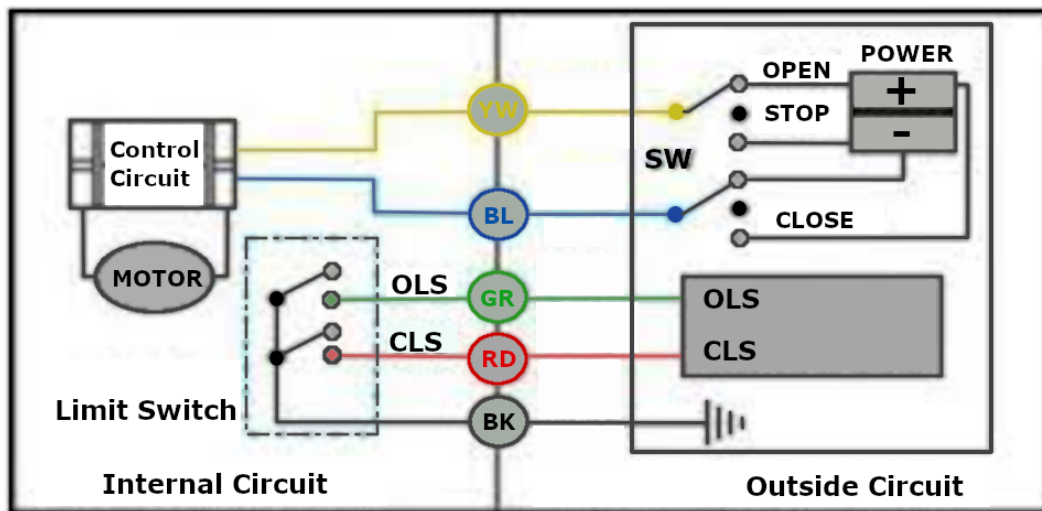 POWER
OPEN
+
STOP
-
Control
Circuit
YW
SW
BL
CLOSE
MOTOR
OLS
GR
OLS
CLS
RD
CLS
Limit Switch
BK
Internal Circuit
Outside Circuit